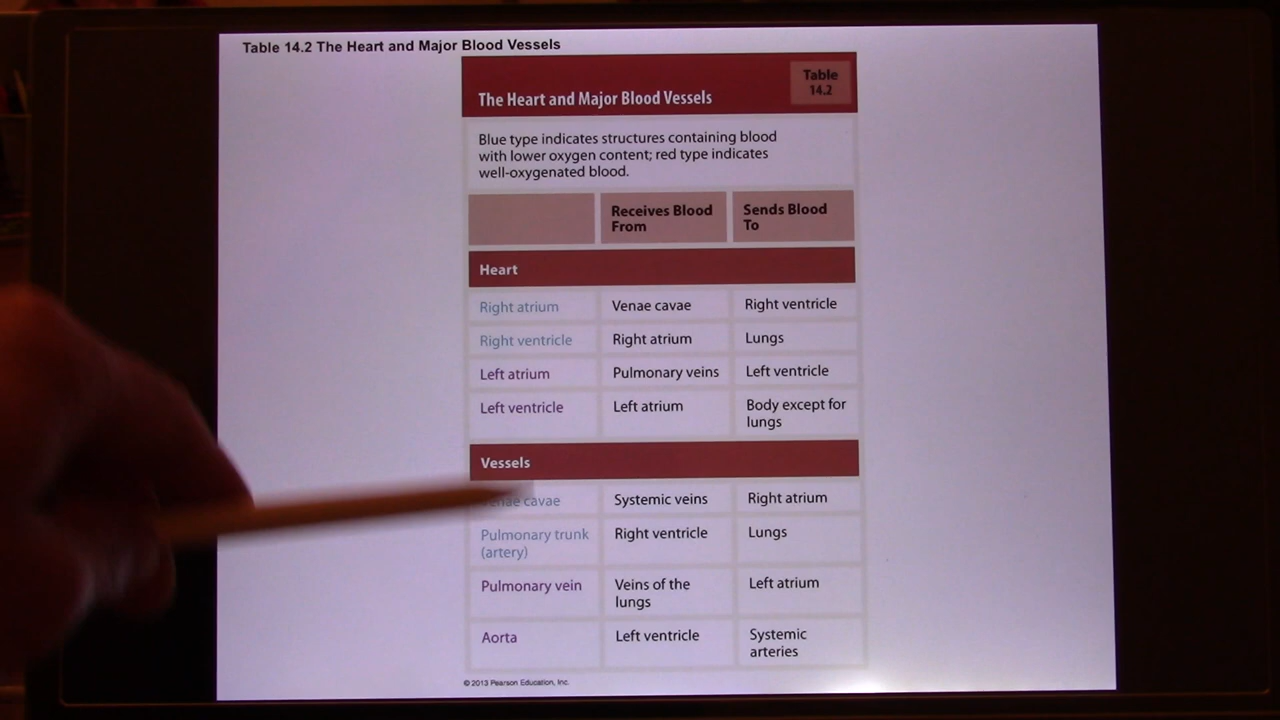 Table 14.2 The Heart and Major Blood Vessels
The Heart and Major Blood Vessels
Table
14.2
Blue type indicates structures containing blood
with lower oxygen content; red type indicates
well-oxygenated blood.
Receives Blood
From
Sends Blood
To
Heart
Right atrium
Venae cavae
Right ventricle
Right ventricle
Right atrium
Lungs
Left atrium
Pulmonary veins
Left ventricle
Left ventricle
Left atrium
Body except for
lungs
Vessels
Venae cavae
Systemic veins
Right atrium
Pulmonary trunk
(artery)
Right ventricle
Lungs
Pulmonary vein
Veins of the
lungs
Left atrium
Aorta
Left ventricle
Systemic
arteries
© 2013 Pearson Education, Inc.